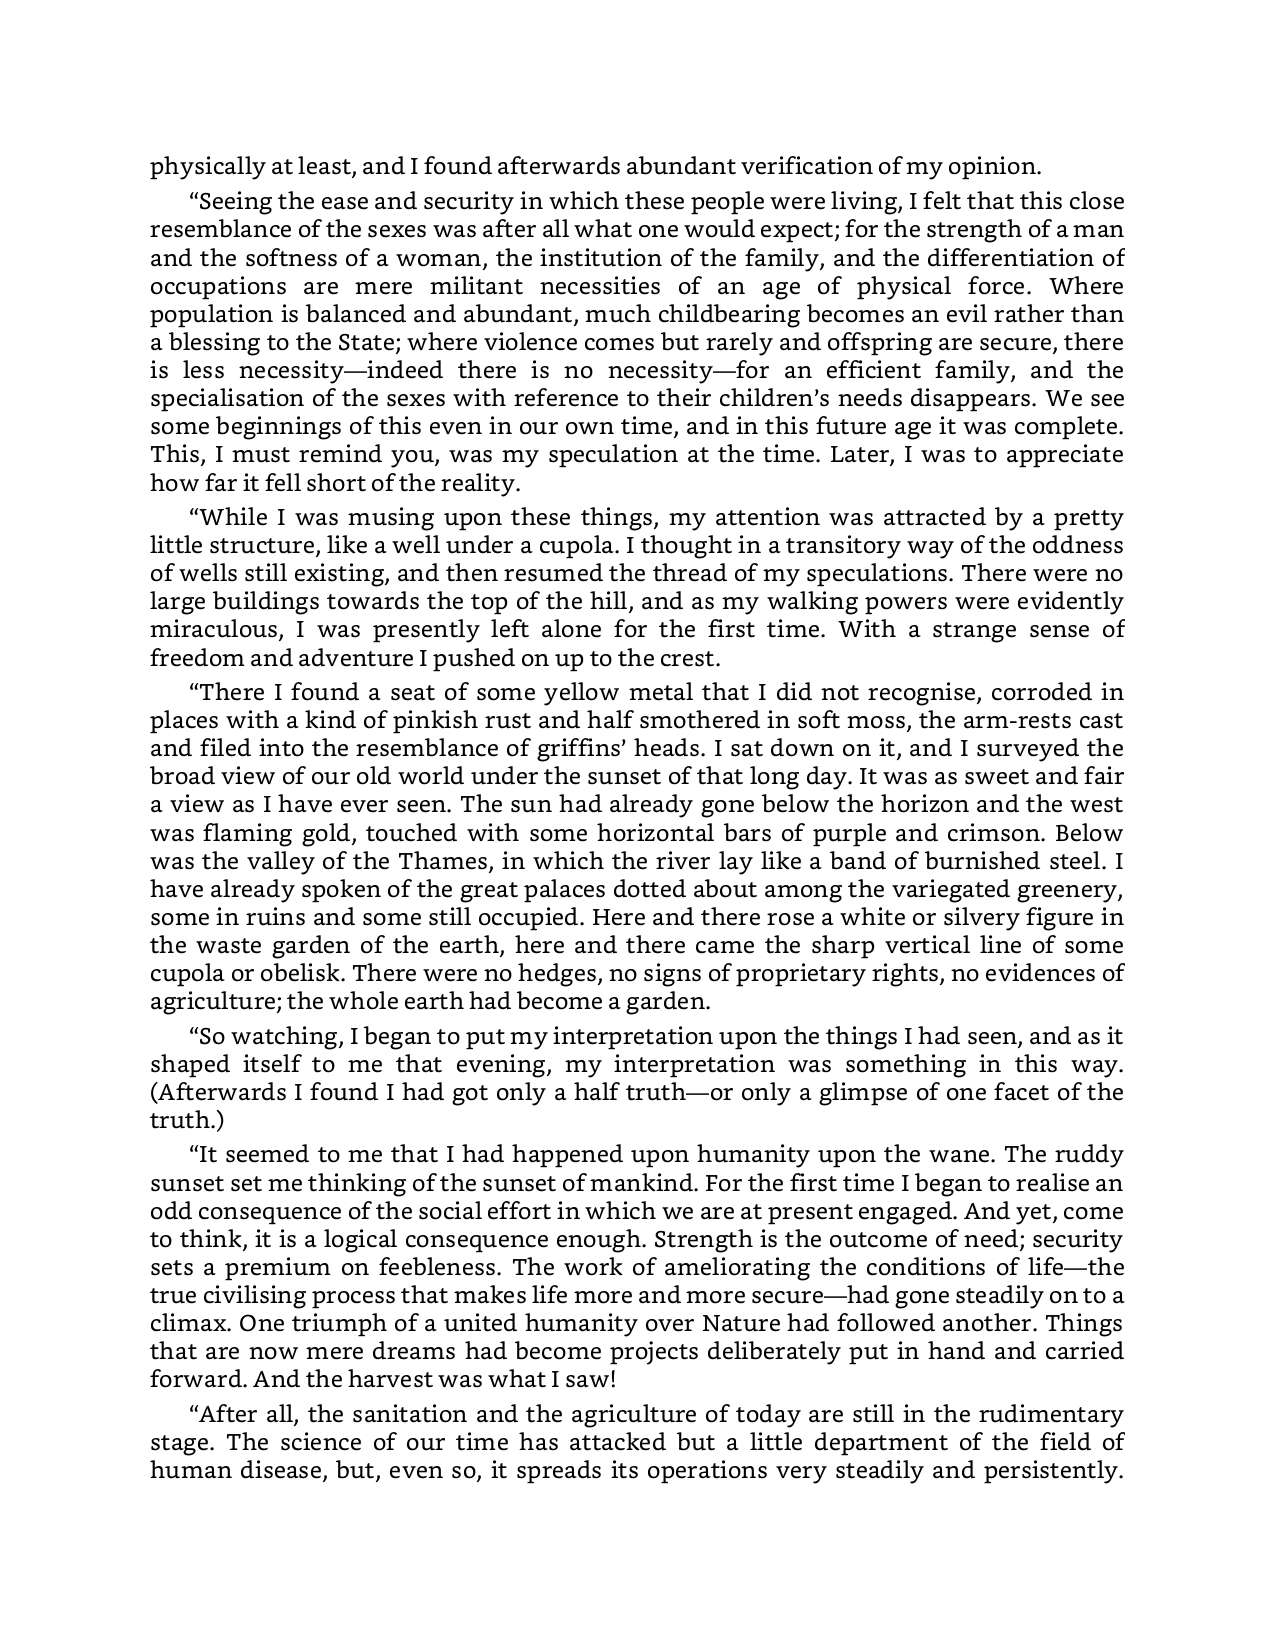 physically at least, and I found afterwards abundant verification of my opinion.
“Seeing the ease and security in which these people were living, I felt that this close
resemblance of the sexes was after all what one would expect; for the strength of a man
and the softness of a woman, the institution of the family, and the differentiation of
occupations are mere militant necessities of an age of physical force. Where
population is balanced and abundant, much childbearing becomes an evil rather than
a blessing to the State; where violence comes but rarely and offspring are secure, there
is less necessity—indeed there is no necessity—for an efficient family, and the
specialisation of the sexes with reference to their children’s needs disappears. We see
some beginnings of this even in our own time, and in this future age it was complete.
This, I must remind you, was my speculation at the time. Later, I was to appreciate
how far it fell short of the reality.
“While I was musing upon these things, my attention was attracted by a pretty
little structure, like a well under a cupola. I thought in a transitory way of the oddness
of wells still existing, and then resumed the thread of my speculations. There were no
large buildings towards the top of the hill, and as my walking powers were evidently
miraculous, I was presently left alone for the first time. With a strange sense of
freedom and adventure I pushed on up to the crest.
“There I found a seat of some yellow metal that I did not recognise, corroded in
places with a kind of pinkish rust and half smothered in soft moss, the arm-rests cast
and filed into the resemblance of griffins’ heads. I sat down on it, and I surveyed the
broad view of our old world under the sunset of that long day. It was as sweet and fair
a view as I have ever seen. The sun had already gone below the horizon and the west
was flaming gold, touched with some horizontal bars of purple and crimson. Below
was the valley of the Thames, in which the river lay like a band of burnished steel. I
have already spoken of the great palaces dotted about among the variegated greenery,
some in ruins and some still occupied. Here and there rose a white or silvery figure in
the waste garden of the earth, here and there came the sharp vertical line of some
cupola or obelisk. There were no hedges, no signs of proprietary rights, no evidences of
agriculture; the whole earth had become a garden.
“So watching, I began to put my interpretation upon the things I had seen, and as it
shaped itself to me that evening, my interpretation was something in this way.
(Afterwards I found I had got only a half truth—or only a glimpse of one facet of the
truth.)
“It seemed to me that I had happened upon humanity upon the wane. The ruddy
sunset set me thinking of the sunset of mankind. For the first time I began to realise an
odd consequence of the social effort in which we are at present engaged. And yet, come
to think, it is a logical consequence enough. Strength is the outcome of need; security
sets a premium on feebleness. The work of ameliorating the conditions of life—the
true civilising process that makes life more and more secure—had gone steadily on to a
climax. One triumph of a united humanity over Nature had followed another. Things
that are now mere dreams had become projects deliberately put in hand and carried
forward. And the harvest was what I saw!
“After all, the sanitation and the agriculture of today are still in the rudimentary
stage. The science of our time has attacked but a little department of the field of
human disease, but, even so, it spreads its operations very steadily and persistently.